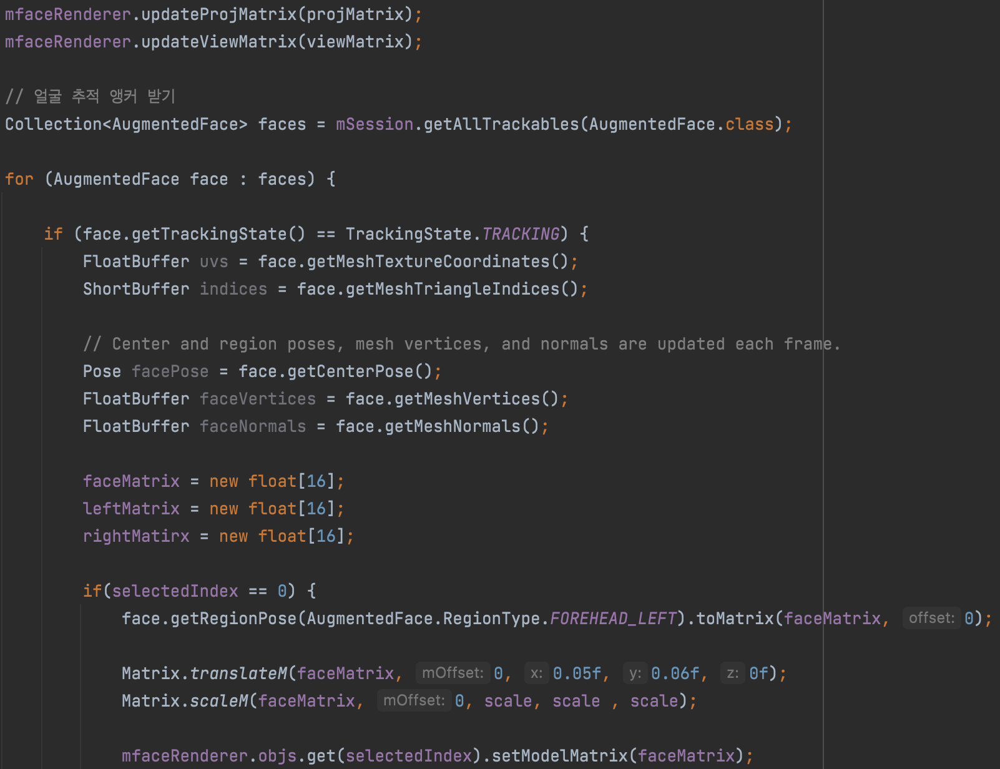 mfaceRenderer.updateProjMatrix(projMatrix);
mfaceRenderer.updateViewMatrix(viewMatrix);
// 얼굴 추적 앵커 받기
Collection<AugmentedFace> faces = mSession.getAllTrackables(AugmentedFace.class);
for (AugmentedFace face : faces) {
if (face.getTrackingState() == TrackingState.TRACKING) {
FloatBuffer uvs = face.getMeshTextureCoordinates();
ShortBuffer indices = face.getMeshTriangleIndices();
// Center and region poses, mesh vertices, and normals are updated each frame.
Pose facePose = face.getCenterPose();
FloatBuffer faceVertices = face.getMeshVertices();
FloatBuffer faceNormals = face.getMeshNormals();
faceMatrix = new float[16];
leftMatrix = new float[16];
rightMatirx = new float[16];
if(selectedIndex == 0) {
face.getRegionPose(AugmentedFace.RegionType.FOREHEAD_LEFT).toMatrix(faceMatrix, offset: 0);
Matrix.translateM(faceMatrix, mOffset: 0, x: 0.05f, y: 0.06f, z: 0f);
Matrix.scaleM(faceMatrix, mOffset: 0, scale, scale , scale);
mfaceRenderer.objs.get(selectedIndex).setModelMatrix(faceMatrix);